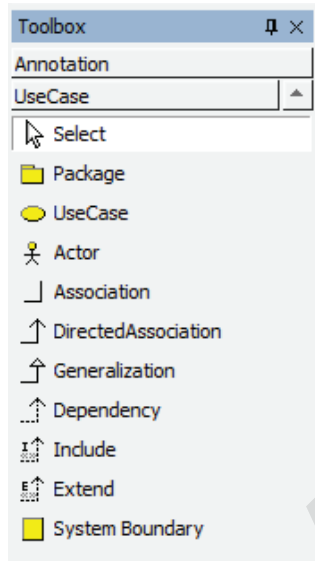 Toolbox
Annotation
UseCase
Select
Package
UseCase
Actor
Association
DirectedAssociation
Generalization
Dependency
Include
Extend
System Boundary